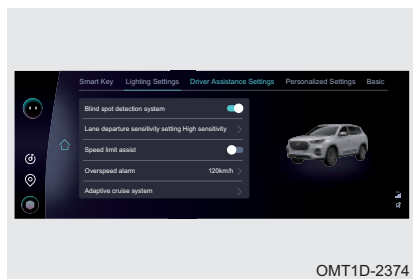 Smart Key Lighting Settings Driver Assistance Settings Personalized Settings Basic
Blind spot detection system
Lane departure sensitivity setting High sensitivity
Speed limit assist
Overspeed alarm 120km/h
Adaptive cruise system
OMT1D-2374